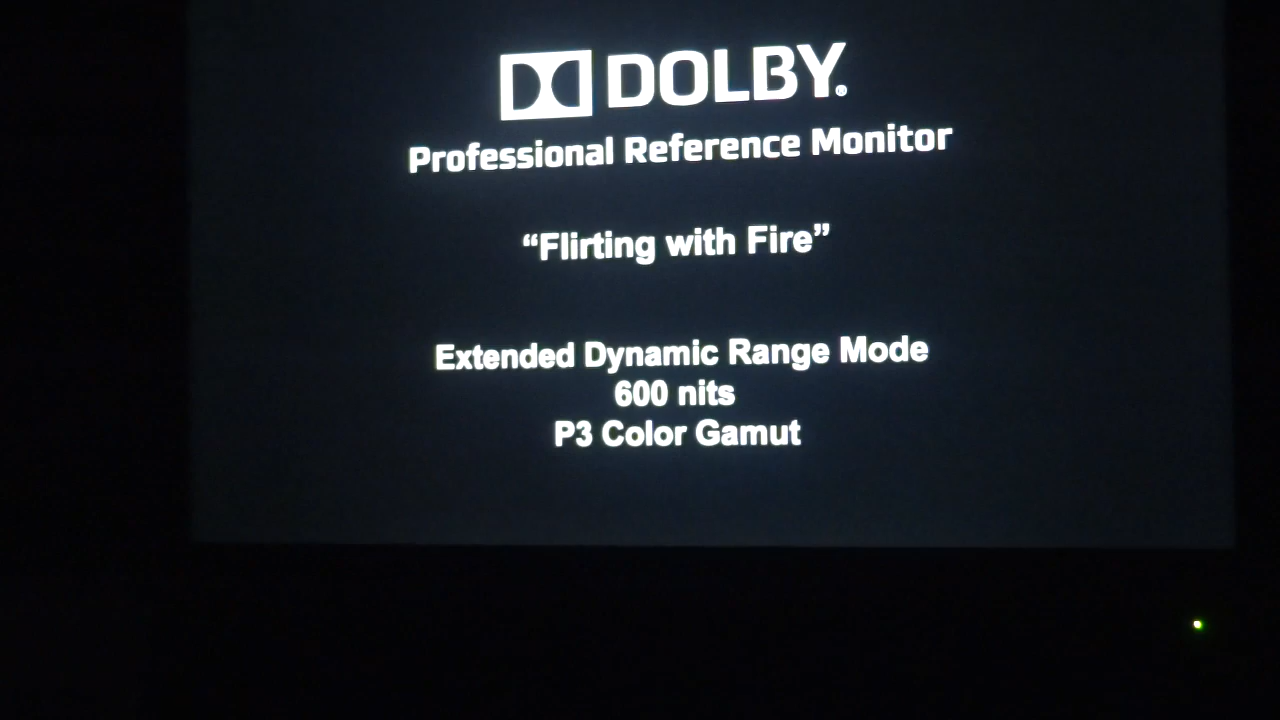 DOLBY®
Professional Reference Monitor
“Flirting with Fire”
Extended Dynamic Range Mode
600 nits
P3 Color Gamut